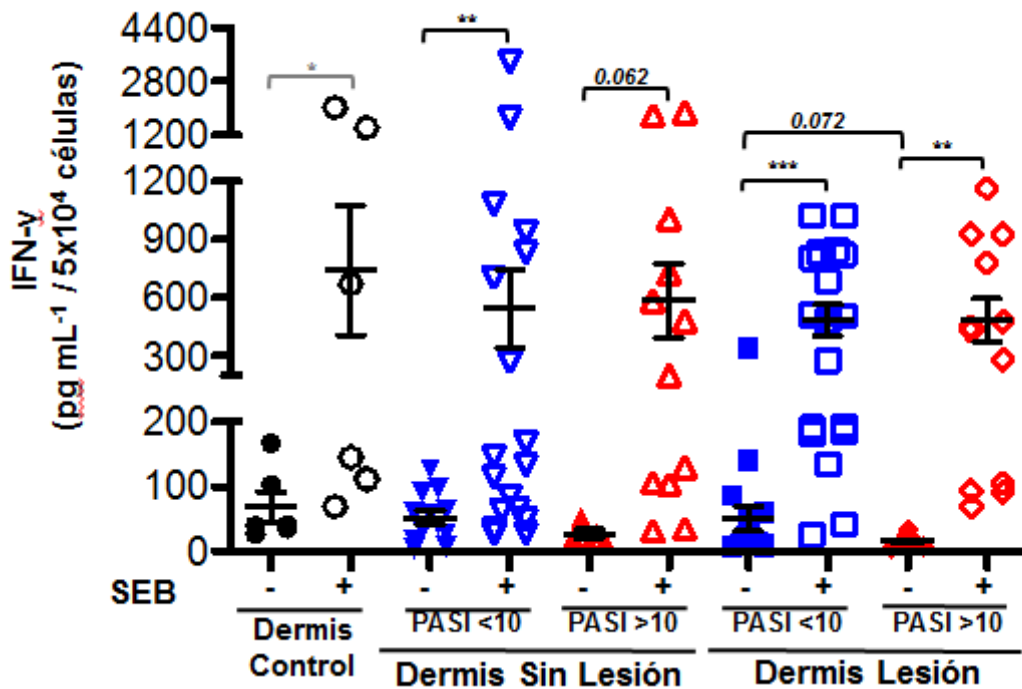 IFN-γ
(pg mL⁻¹ / 5x10⁴ células)
4400
2800
1200
1200
900
600
300
200
100
0
*
**
0.062
0.072
***
**
SEB - + - + - + - + - +
PASI <10 PASI >10 PASI <10 PASI >10
Dermis
Control
Dermis Sin Lesión
Dermis Lesión